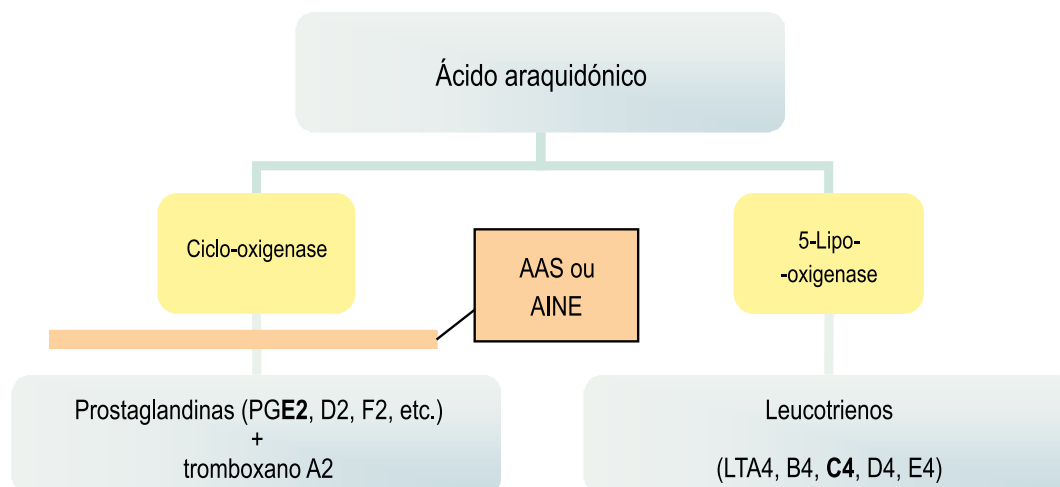 Ácido araquidónico
Ciclo-oxigenase
5-Lipo-
-oxigenase
AAS ou
AINE
Prostaglandinas (PGE2, D2, F2, etc.)
+
tromboxano A2
Leucotrienos
(LTA4, B4, C4, D4, E4)